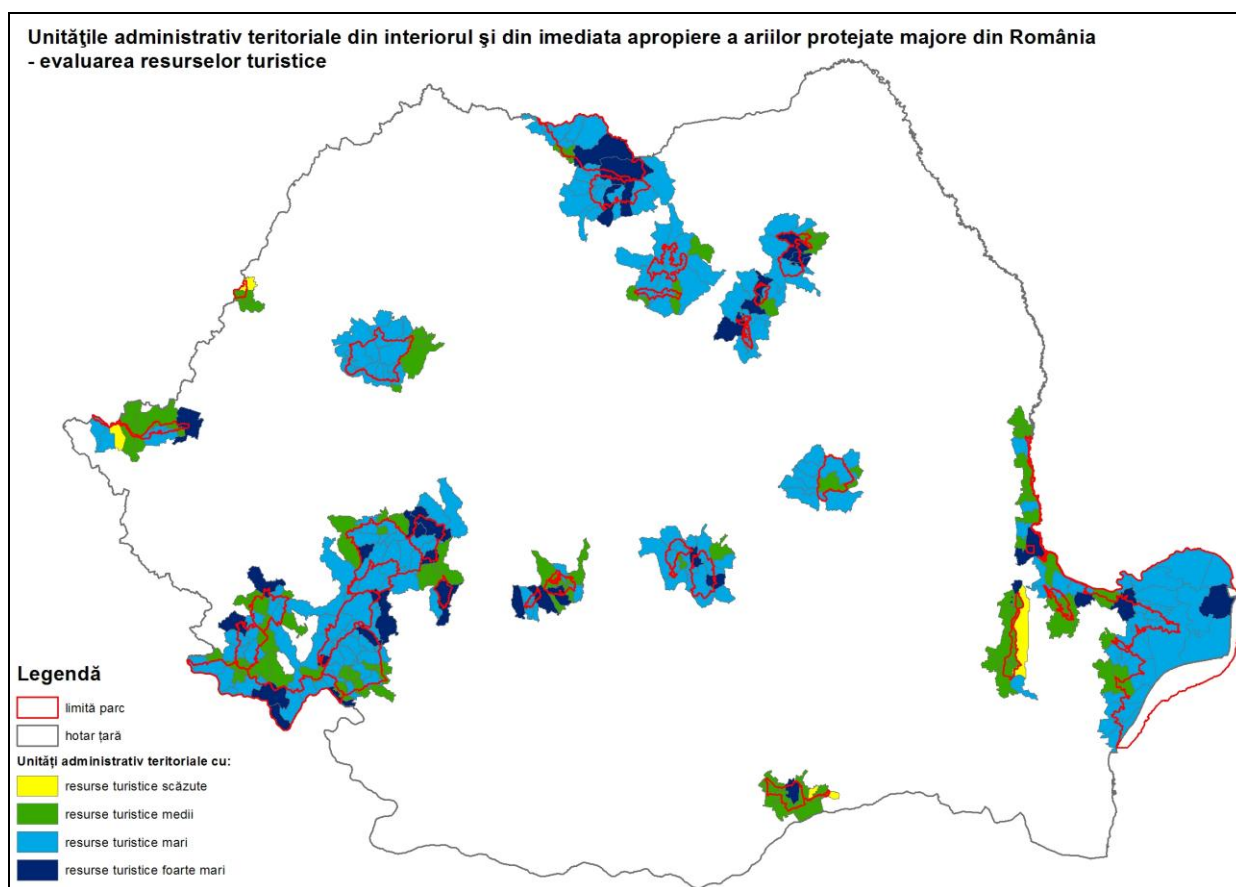 Unităţile administrativ teritoriale din interiorul şi din imediata apropiere a ariilor protejate majore din România
- evaluarea resurselor turistice
Legendă
limită parc
hotar ţară
Unităţi administrativ teritoriale cu:
resurse turistice scăzute
resurse turistice medii
resurse turistice mari
resurse turistice foarte mari